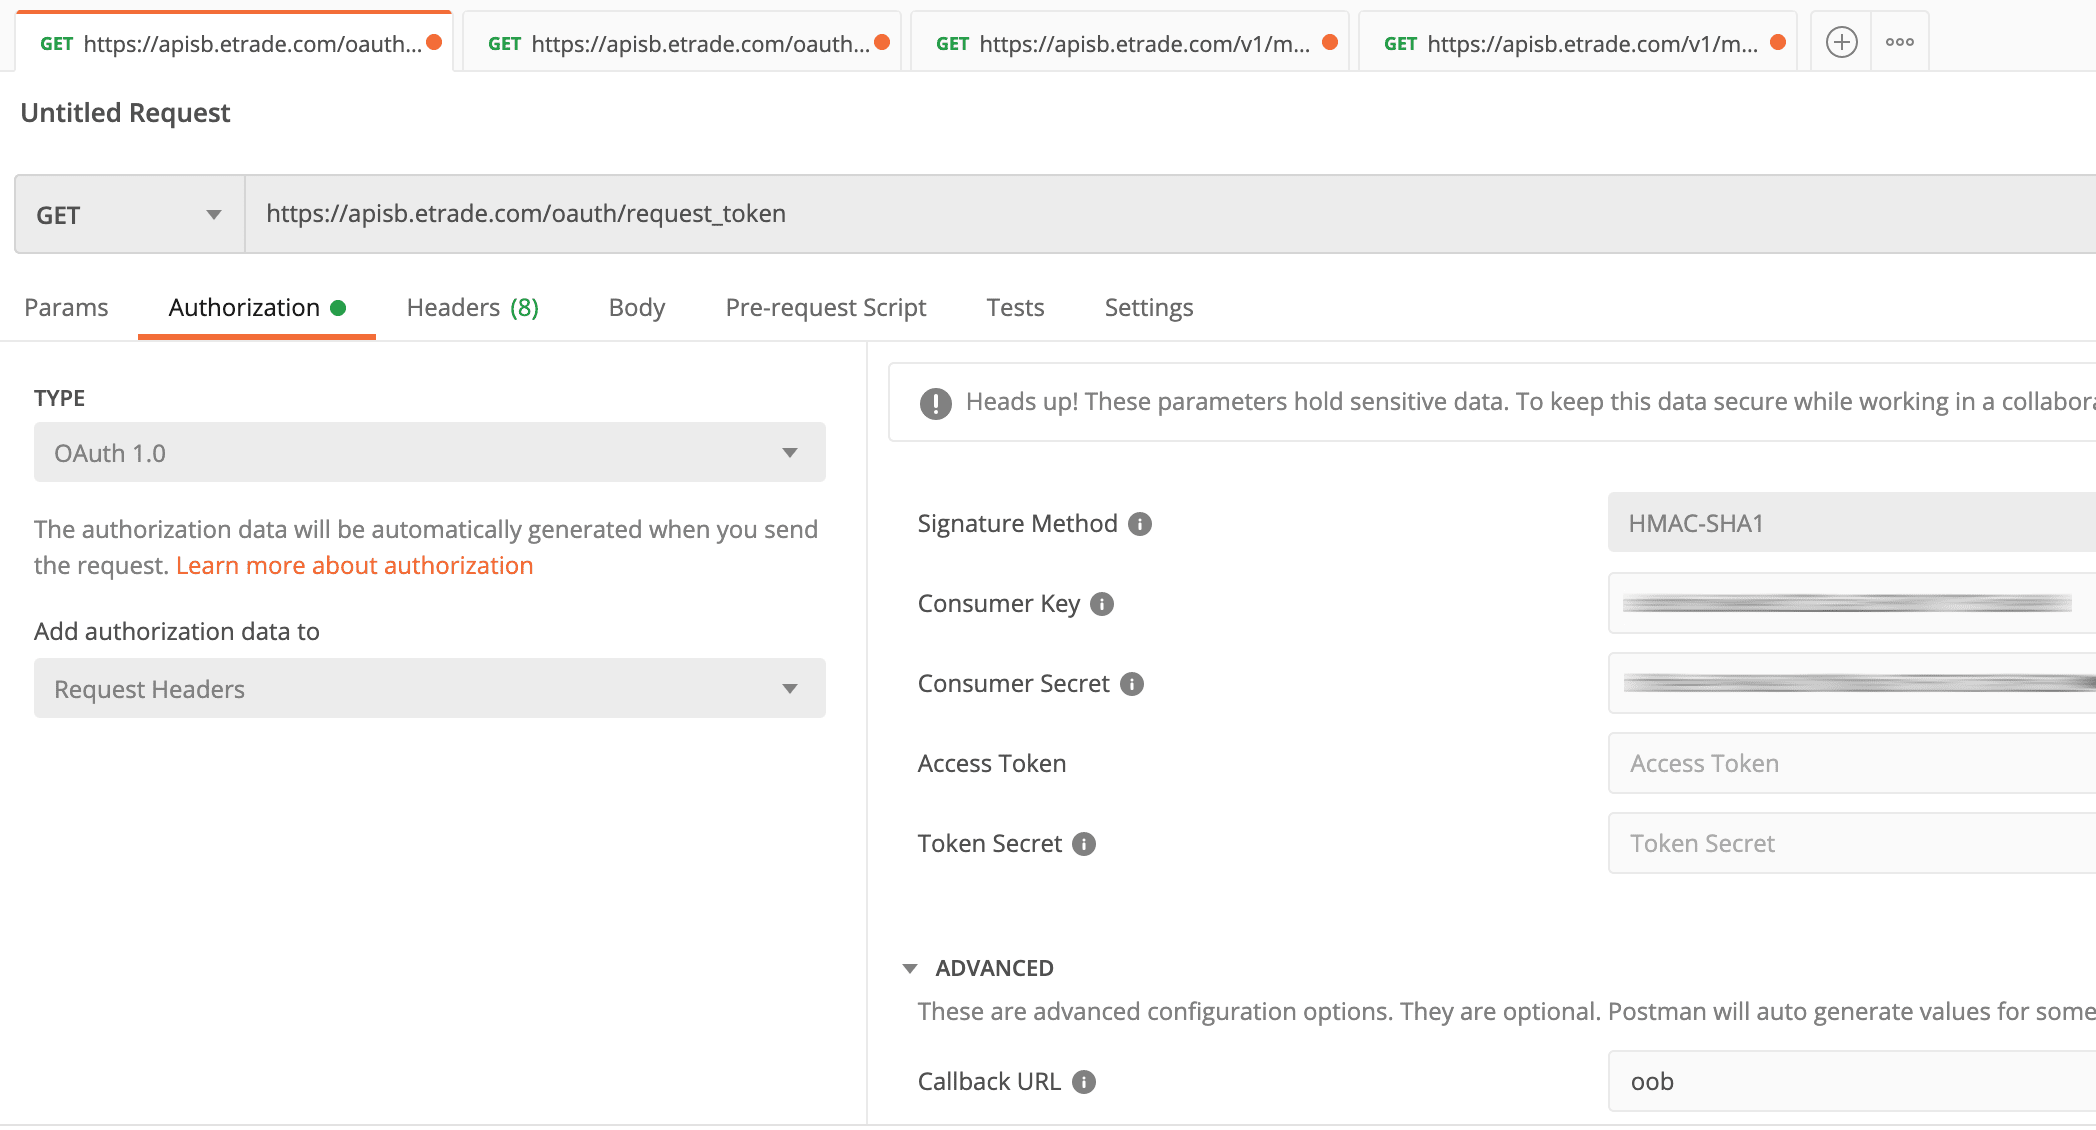 GET https://apisb.etrade.com/oauth... GET https://apisb.etrade.com/oauth... GET https://apisb.etrade.com/v1/m... GET https://apisb.etrade.com/v1/m...
Untitled Request
GET https://apisb.etrade.com/oauth/request_token
Params Authorization Headers (8) Body Pre-request Script Tests Settings
TYPE
OAuth 1.0
The authorization data will be automatically generated when you send
the request. Learn more about authorization
Add authorization data to
Request Headers
Heads up! These parameters hold sensitive data. To keep this data secure while working in a collabora
Signature Method HMAC-SHA1
Consumer Key
Consumer Secret
Access Token Access Token
Token Secret Token Secret
ADVANCED
These are advanced configuration options. They are optional. Postman will auto generate values for some
Callback URL oob